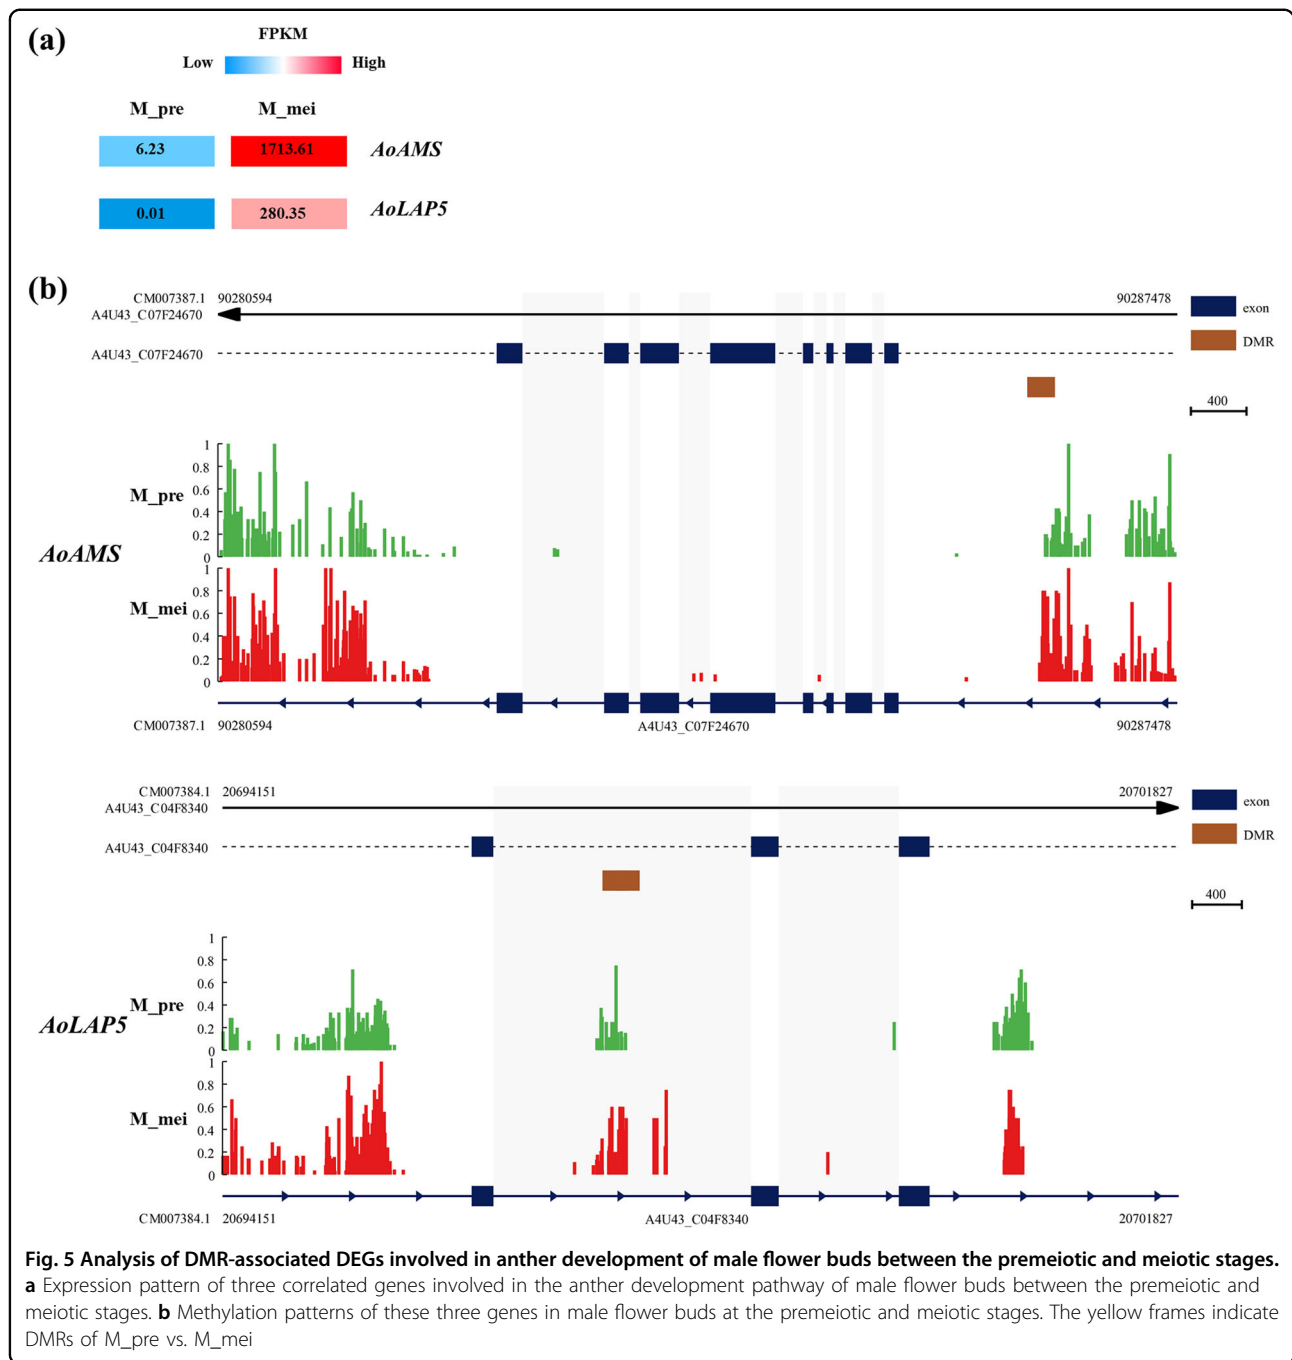 (a)
FPKM
Low High
M_pre M_mei
6.23 1713.61 AoAMS
0.01 280.35 AoLAP5
(b)
CM007387.1 90280594 90287478
A4U43_C07F24670
exon
A4U43_C07F24670
DMR
400
1
0.8
0.6
0.4
0.2
0
M_pre
AoAMS
1
0.8
0.6
0.4
0.2
0
M_mei
CM007387.1 90280594 A4U43_C07F24670 90287478
CM007384.1 20694151 20701827
A4U43_C04F8340
exon
A4U43_C04F8340
DMR
400
1
0.8
0.6
0.4
0.2
0
M_pre
AoLAP5
1
0.8
0.6
0.4
0.2
0
M_mei
CM007384.1 20694151 A4U43_C04F8340 20701827
Fig. 5 Analysis of DMR-associated DEGs involved in anther development of male flower buds between the premeiotic and meiotic stages.
a Expression pattern of three correlated genes involved in the anther development pathway of male flower buds between the premeiotic and
meiotic stages. b Methylation patterns of these three genes in male flower buds at the premeiotic and meiotic stages. The yellow frames indicate
DMRs of M_pre vs. M_mei